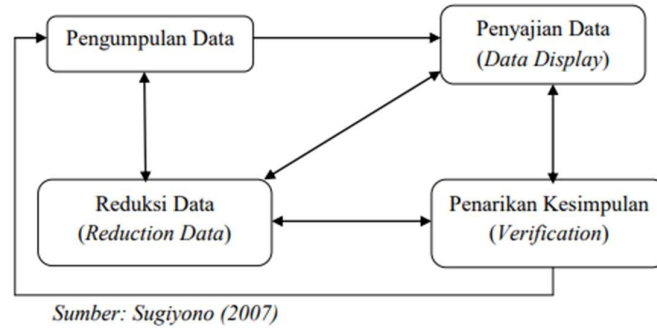 Pengumpulan Data
Penyajian Data
(Data Display)
Reduksi Data
(Reduction Data)
Penarikan Kesimpulan
(Verification)
Sumber: Sugiyono (2007)